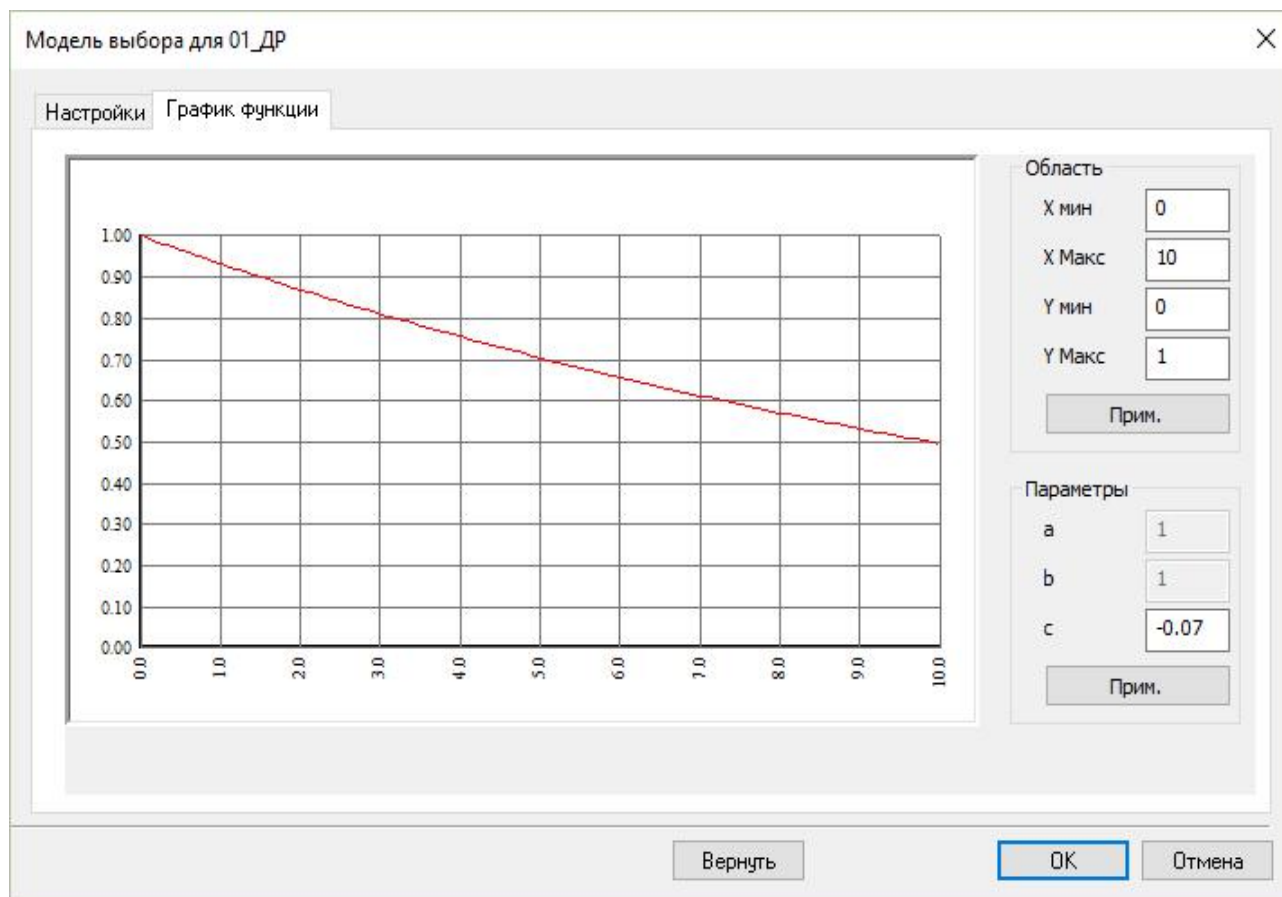 Модель выбора для 01_ДР
Настройки
График функции
1.00
0.90
0.80
0.70
0.60
0.50
0.40
0.30
0.20
0.10
0.00
0.0
1.0
2.0
3.0
4.0
5.0
6.0
7.0
8.0
9.0
10.0
Область
X мин 0
X Макс 10
Y мин 0
Y Макс 1
Прим.
Параметры
a 1
b 1
c -0.07
Прим.
Вернуть
OK
Отмена